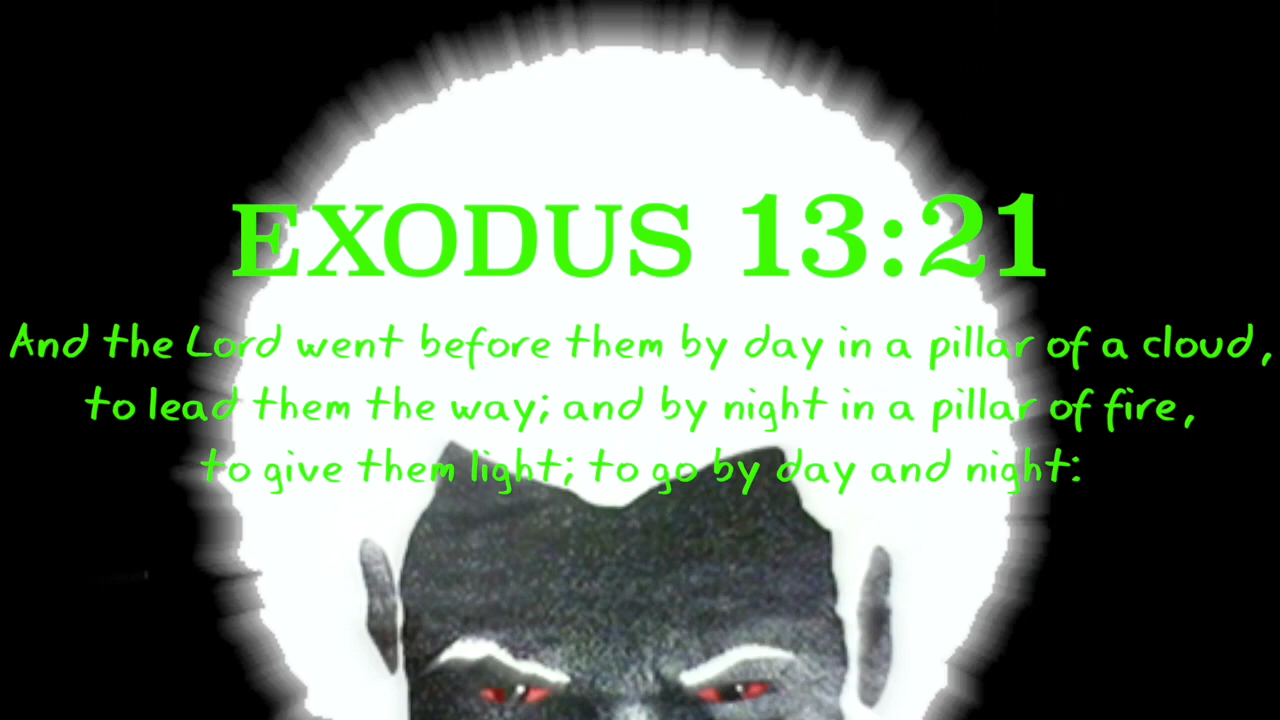 EXODUS 13:21
And the Lord went before them by day in a pillar of a cloud,
to lead them the way; and by night in a pillar of fire,
to give them light; to go by day and night: